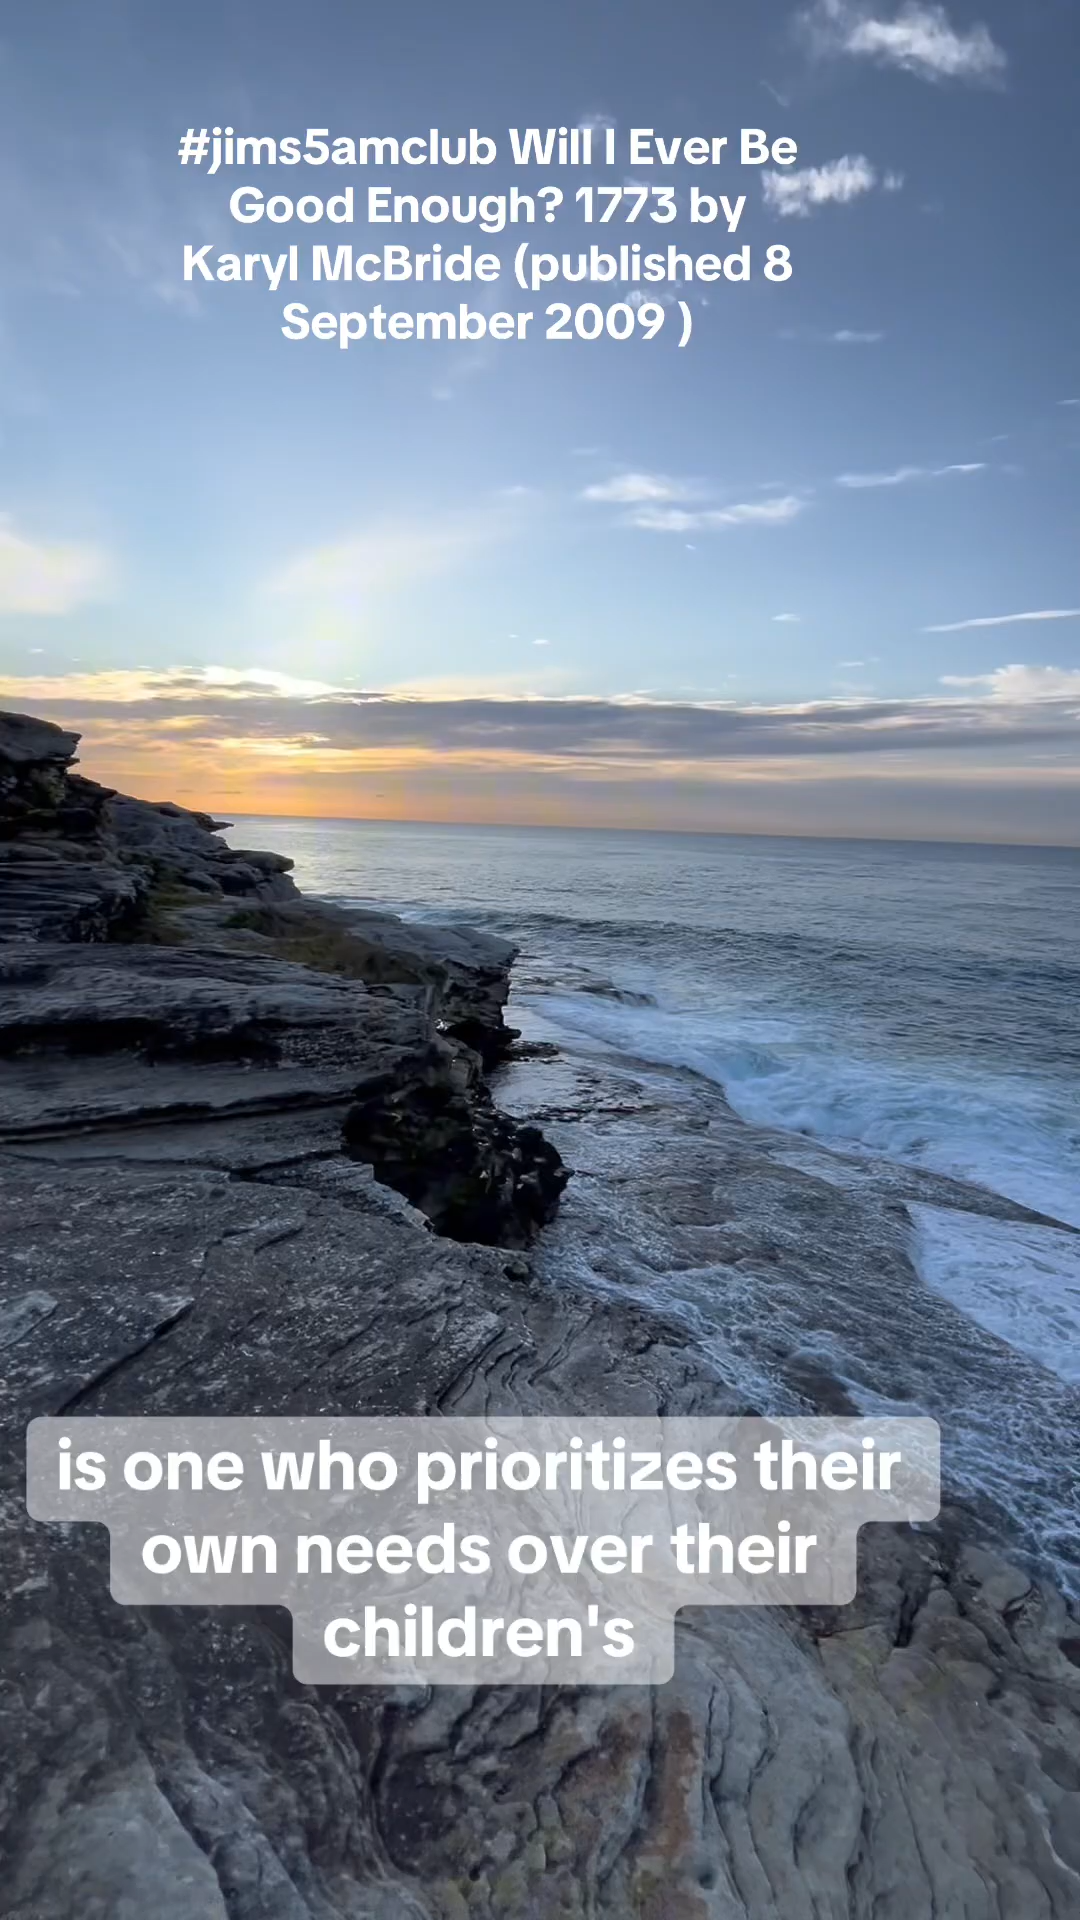 #jims5amclub Will I Ever Be
Good Enough? 1773 by
Karyl McBride (published 8
September 2009 )
is one who prioritizes their
own needs over their
children's